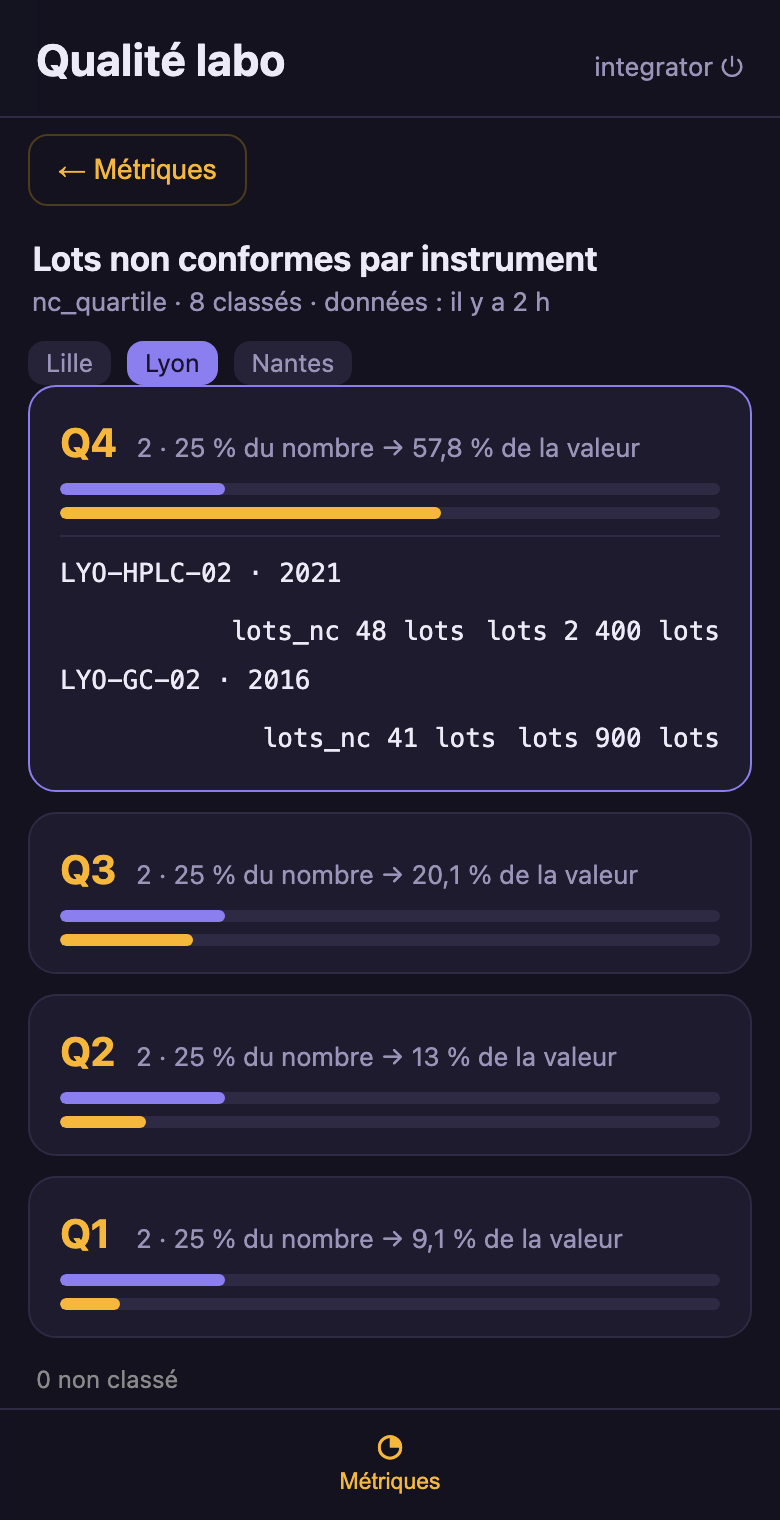 Qualité labo
integrator
← Métriques
Lots non conformes par instrument
nc_quartile · 8 classés · données : il y a 2 h
Lille Lyon Nantes
Q4 2 · 25 % du nombre → 57,8 % de la valeur
LYO–HPLC–02 · 2021
lots_nc 48 lots lots 2 400 lots
LYO–GC–02 · 2016
lots_nc 41 lots lots 900 lots
Q3 2 · 25 % du nombre → 20,1 % de la valeur
Q2 2 · 25 % du nombre → 13 % de la valeur
Q1 2 · 25 % du nombre → 9,1 % de la valeur
0 non classé
Métriques